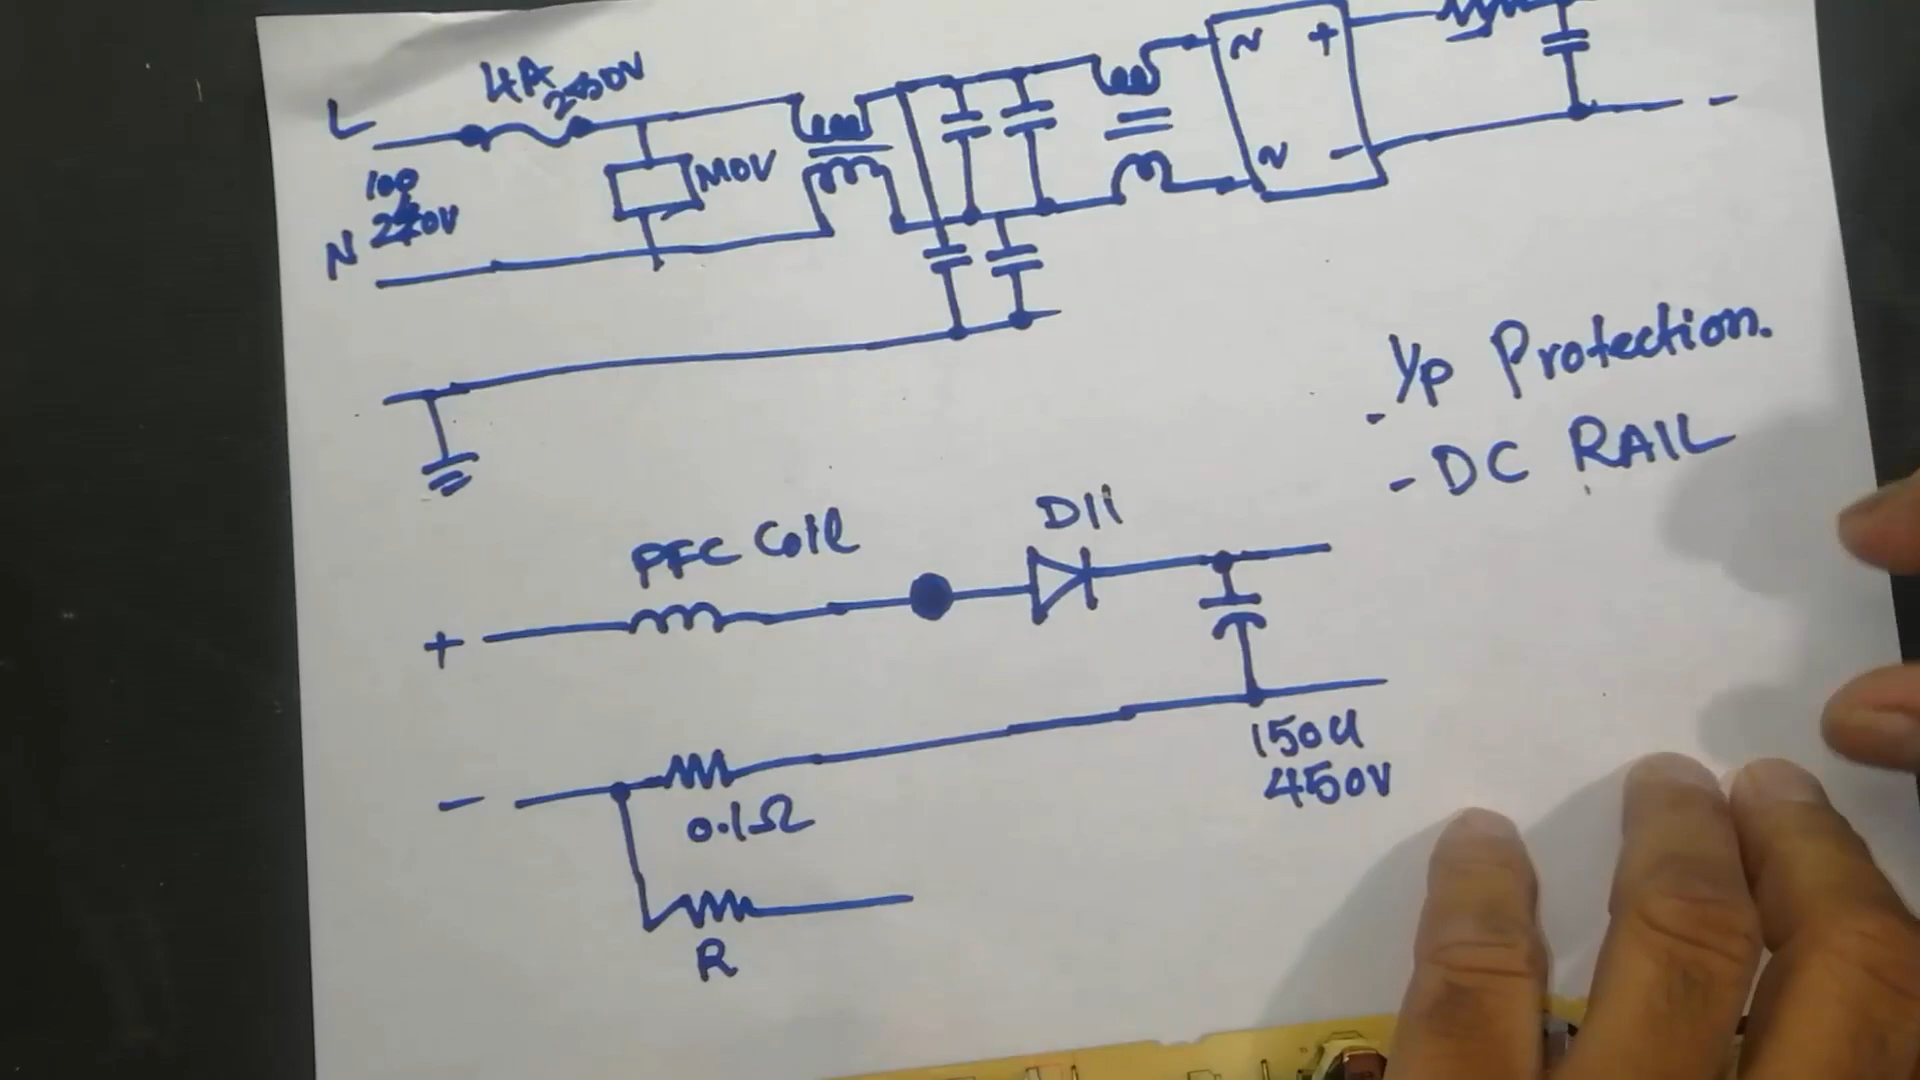 4A
250V
L
100
240V
N
MOV
~ +
~ -
-
- I/p Protection.
- DC RAIL
PFC Coil
D11
+
150u
450V
-
0.1Ω
R